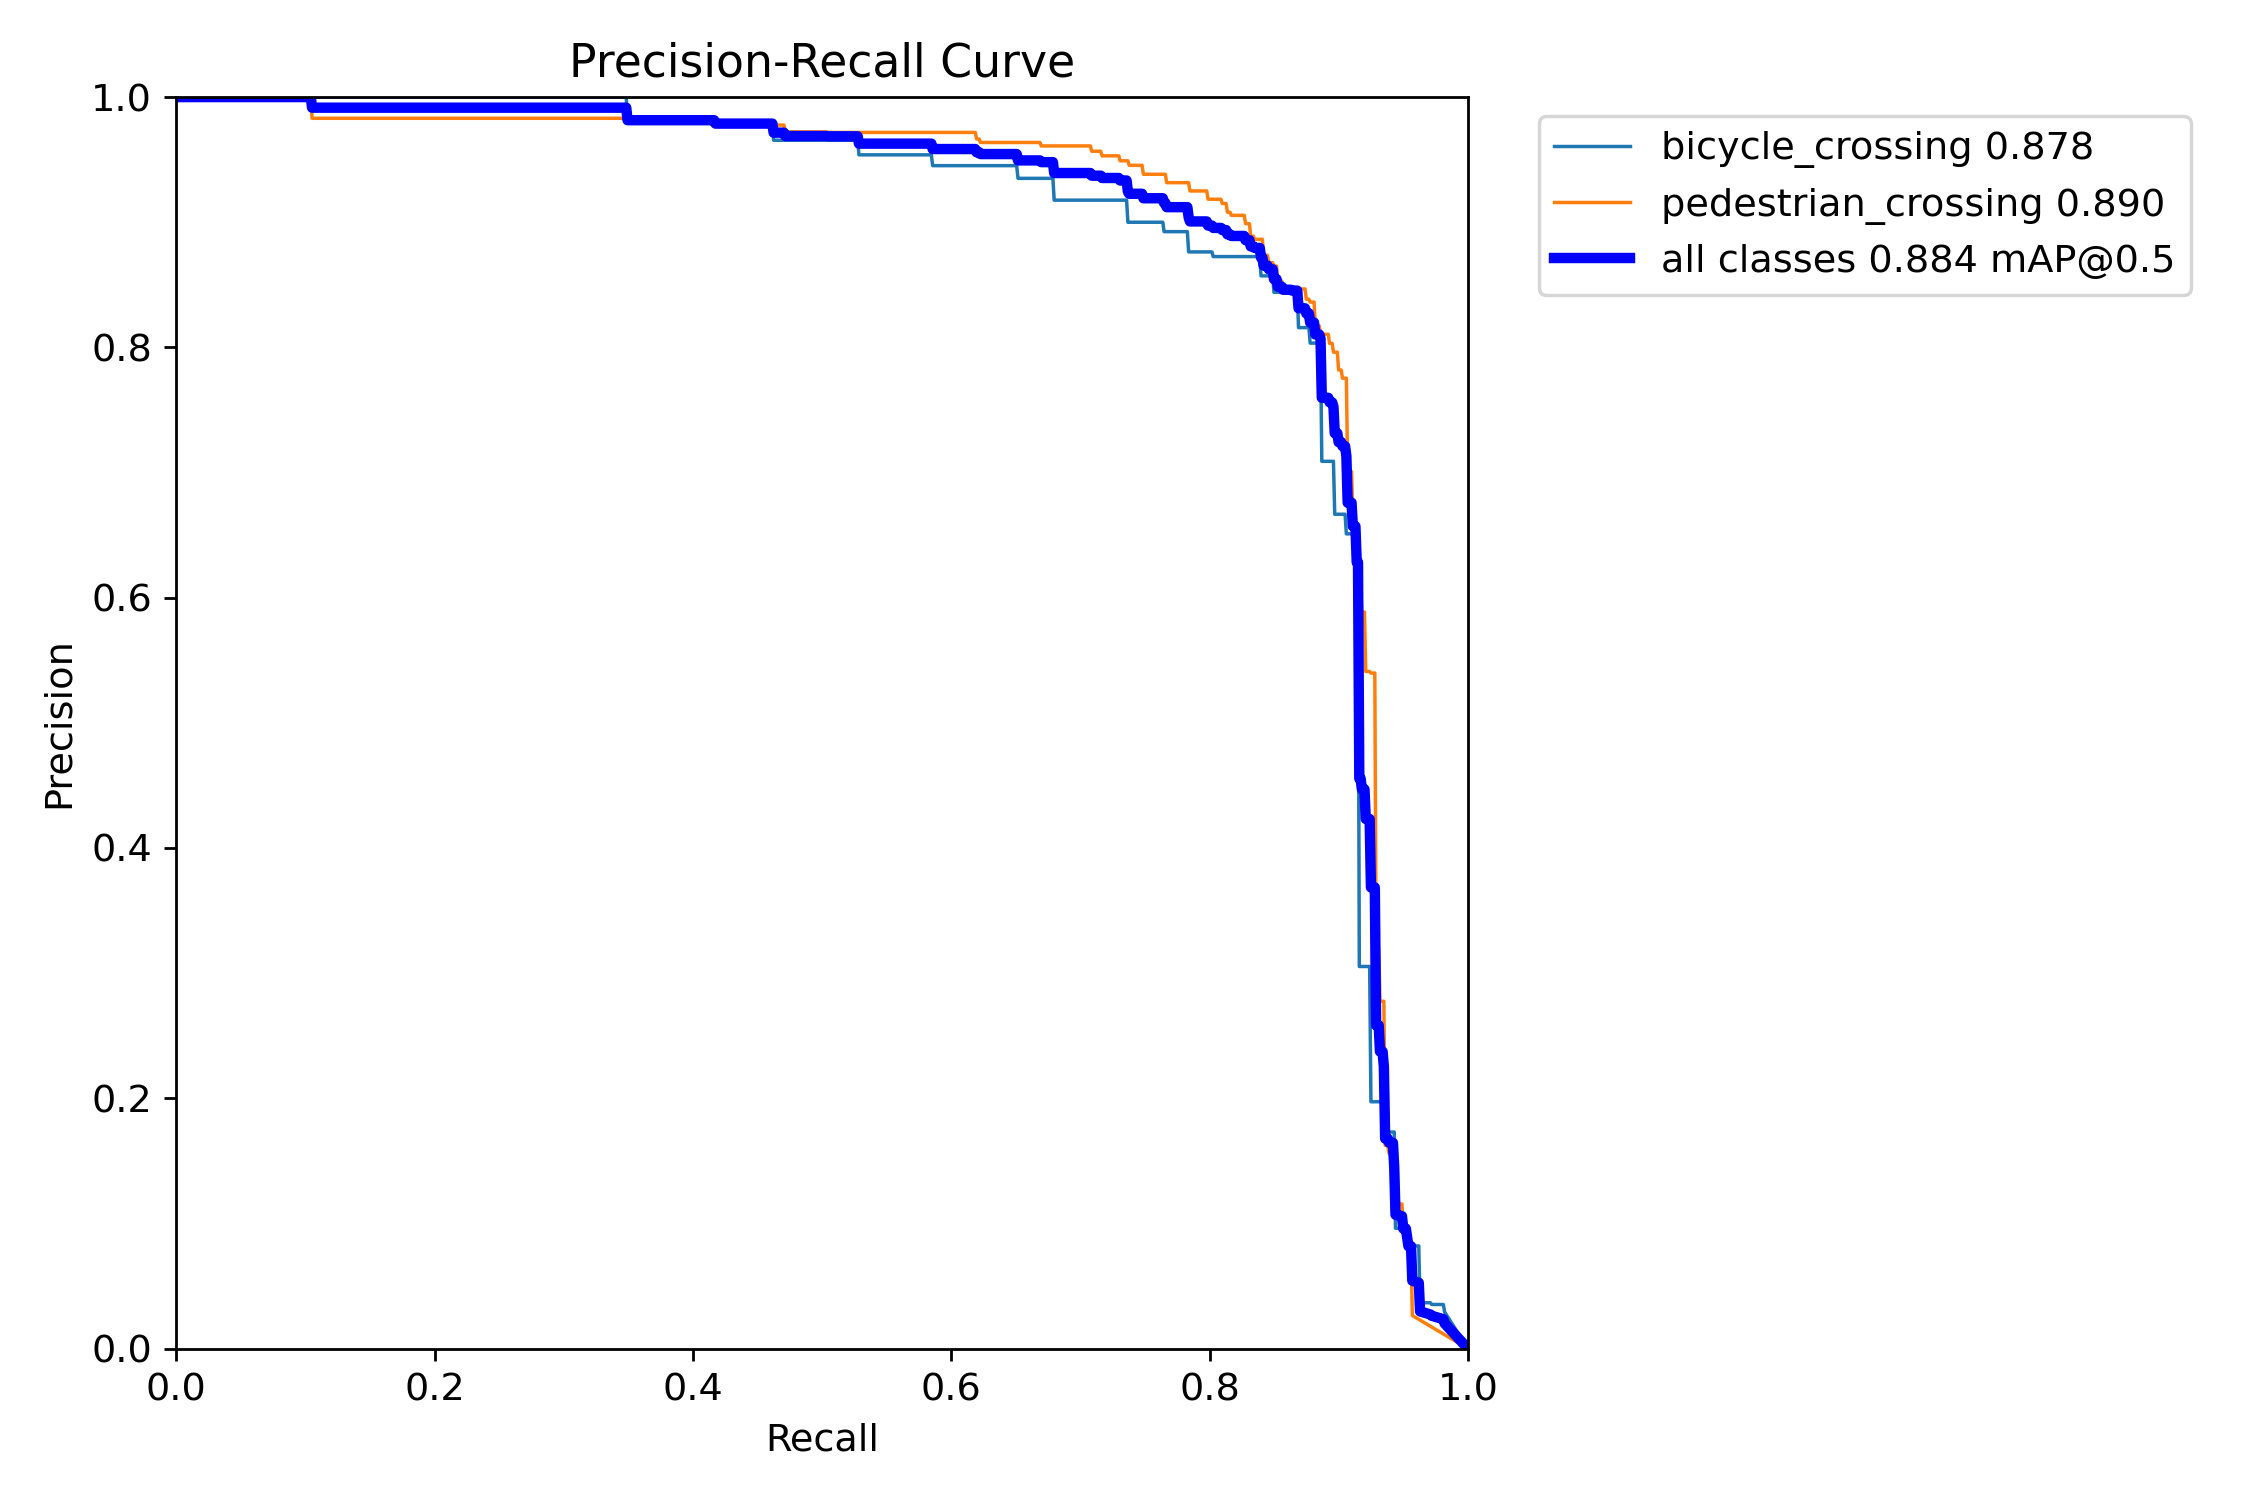 Precision-Recall Curve
1.0
0.8
0.6
0.4
0.2
0.0
Precision
0.0 0.2 0.4 0.6 0.8 1.0
Recall
bicycle_crossing 0.878
pedestrian_crossing 0.890
all classes 0.884 mAP@0.5